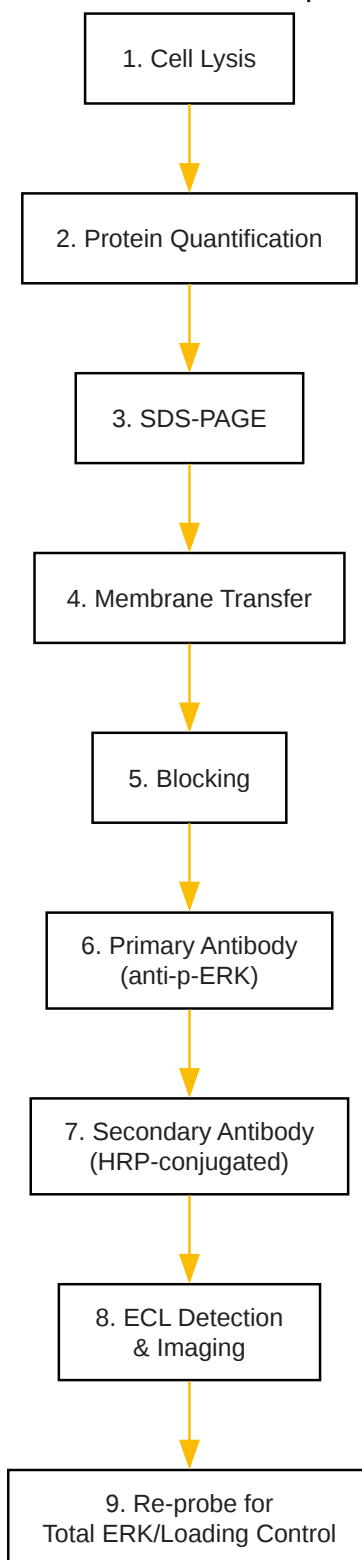 1. Cell Lysis
2. Protein Quantification
3. SDS-PAGE
4. Membrane Transfer
5. Blocking
6. Primary Antibody
(anti-p-ERK)
7. Secondary Antibody
(HRP-conjugated)
8. ECL Detection
& Imaging
9. Re-probe for
Total ERK/Loading Control